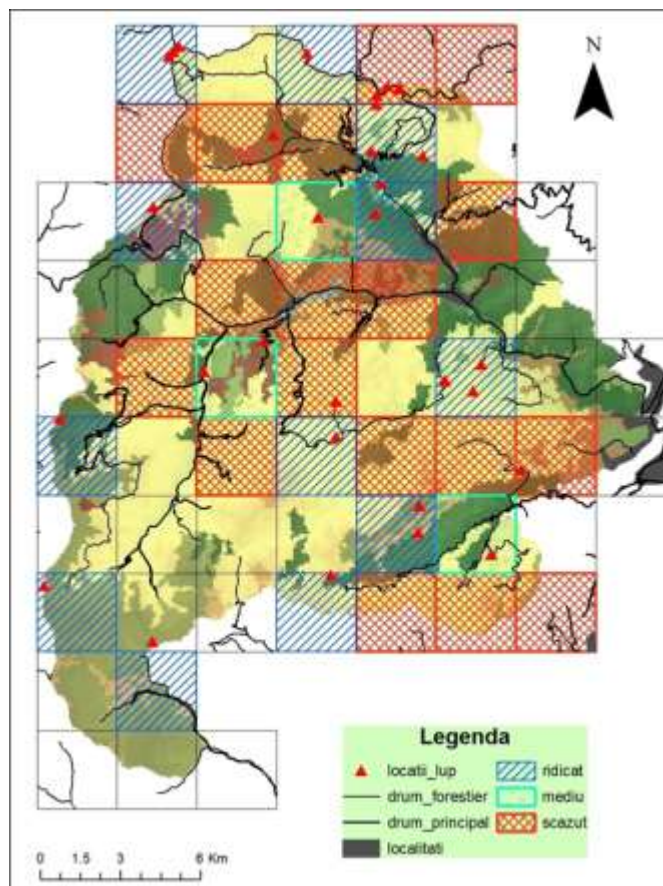 N
Legenda
locatii_lup ridicat
drum_forestier mediu
drum_principal scazut
localitati
0 1.5 3 6 Km